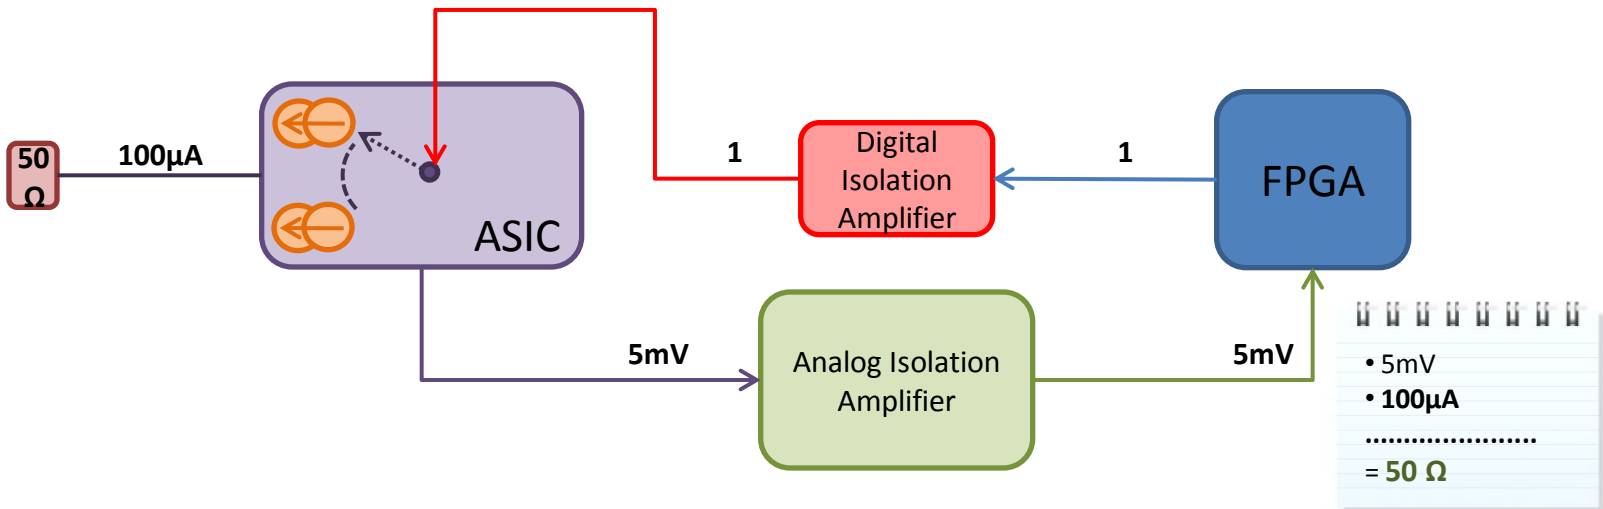 50
Ω
100µA
ASIC
1
Digital
Isolation
Amplifier
1
FPGA
5mV
Analog Isolation
Amplifier
5mV
• 5mV
• 100µA
......................
= 50 Ω